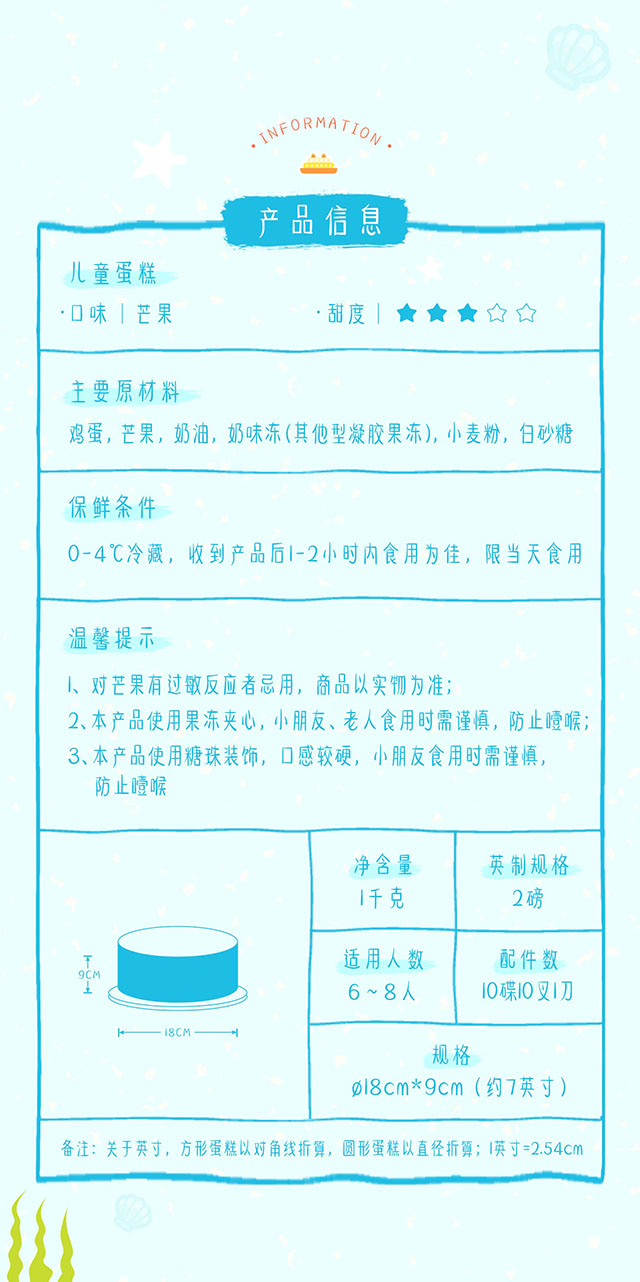 ·INFORMATION·
产品信息
儿童蛋糕
·口味｜芒果
·甜度｜★★★☆☆
主要原材料
鸡蛋, 芒果, 奶油, 奶味冻(其他型凝胶果冻), 小麦粉, 白砂糖
保鲜条件
0-4℃冷藏，收到产品后1-2小时内食用为佳，限当天食用
温馨提示
1、对芒果有过敏反应者忌用，商品以实物为准；
2、本产品使用果冻夹心，小朋友、老人食用时需谨慎，防止噎喉；
3、本产品使用糖珠装饰，口感较硬，小朋友食用时需谨慎，
防止噎喉
9CM
18CM
净含量
1千克
英制规格
2磅
适用人数
6~8人
配件数
10碟10叉1刀
规格
ø18cm*9cm（约7英寸）
备注：关于英寸，方形蛋糕以对角线折算，圆形蛋糕以直径折算；1英寸=2.54cm